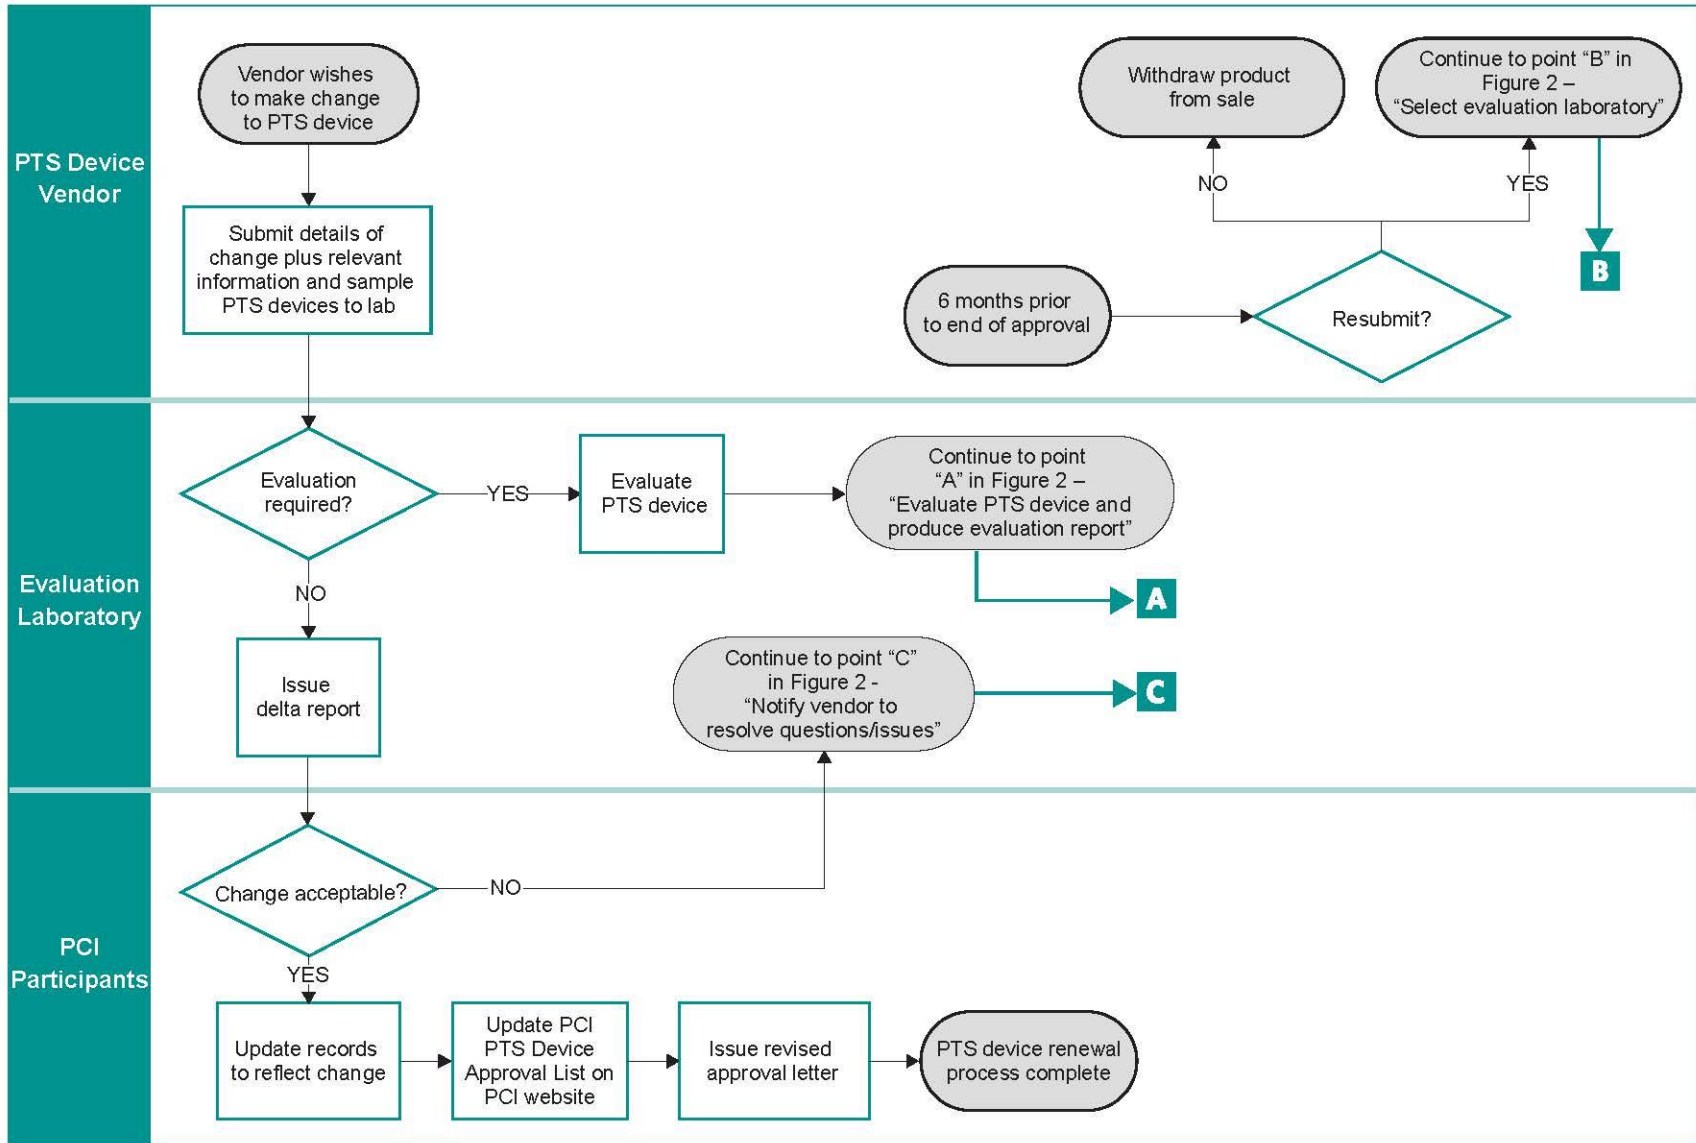 PTS Device
Vendor
Vendor wishes
to make change
to PTS device
Submit details of
change plus relevant
information and sample
PTS devices to lab
Withdraw product
from sale
Continue to point “B” in
Figure 2 –
“Select evaluation laboratory”
NO
YES
B
6 months prior
to end of approval
Resubmit?
Evaluation
Laboratory
Evaluation
required?
YES
Evaluate
PTS device
Continue to point
“A” in Figure 2 –
“Evaluate PTS device and
produce evaluation report”
A
NO
Issue
delta report
Continue to point “C”
in Figure 2 -
“Notify vendor to
resolve questions/issues”
C
PCI
Participants
Change acceptable?
NO
YES
Update records
to reflect change
Update PCI
PTS Device
Approval List on
PCI website
Issue revised
approval letter
PTS device renewal
process complete